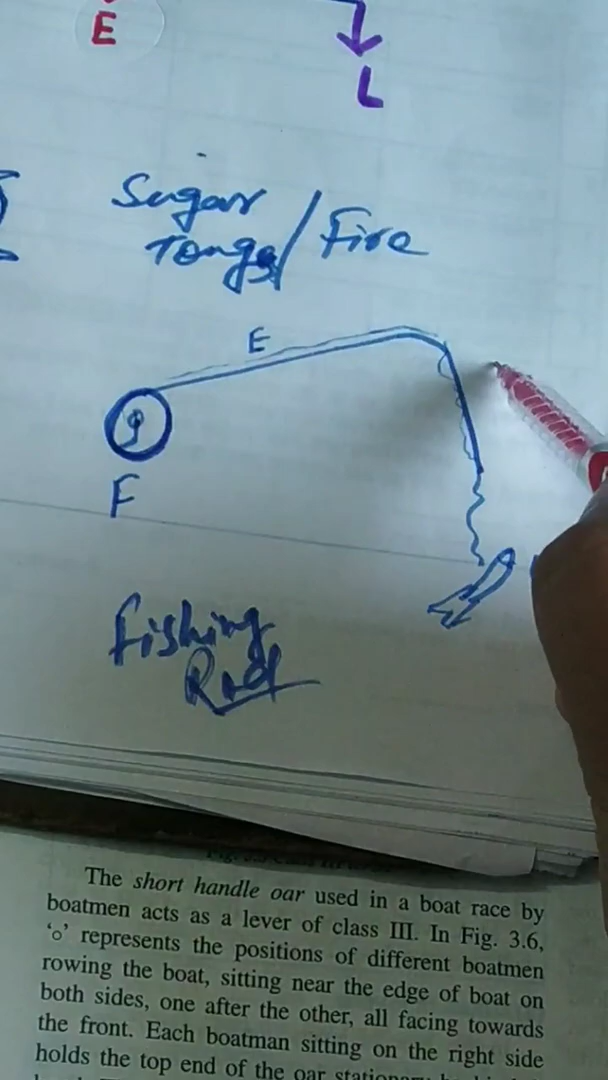 E
L
Sugar / Fire
Tongs
E
F
Fishing
Rod
The short handle oar used in a boat race by
boatmen acts as a lever of class III. In Fig. 3.6,
'o' represents the positions of different boatmen
rowing the boat, sitting near the edge of boat on
both sides, one after the other, all facing towards
the front. Each boatman sitting on the right side
holds the top end of the oar